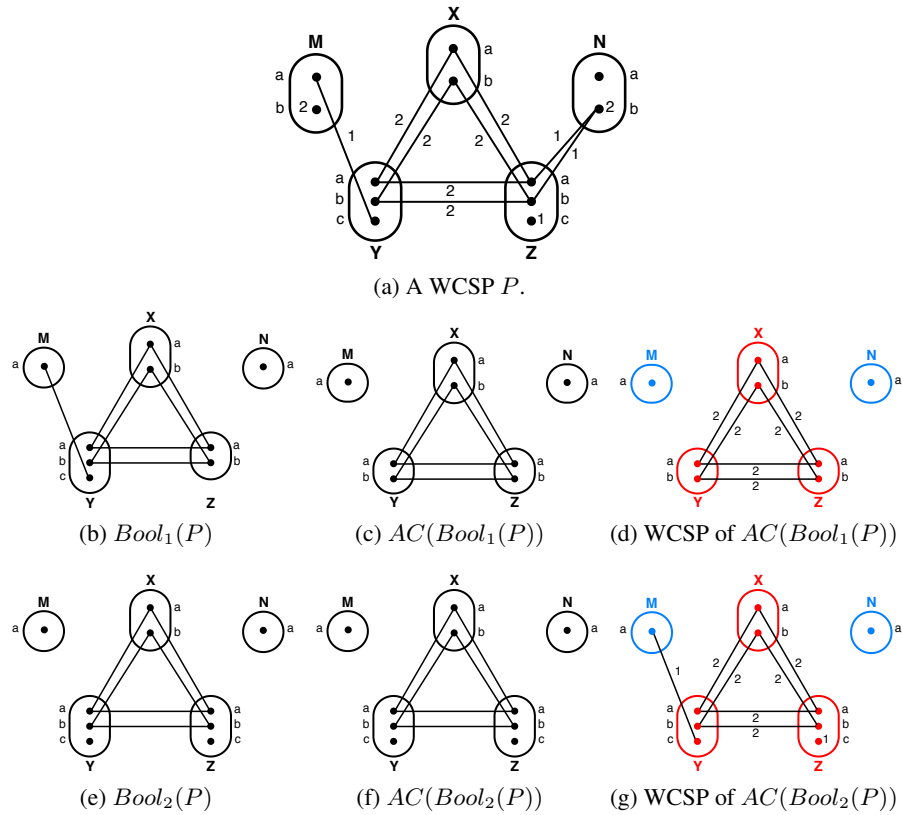 X
M
N
a
b
a
b
2
a
b
2
1
2
2
2
2
1
1
a
b
c
2
2
a
b
c
1
Y
Z
(a) A WCSP P.
X
M
N
a
b
a
a
a
b
c
a
b
Y
Z
(b) Bool1(P)
X
M
N
a
b
a
a
a
b
a
b
Y
Z
(c) AC(Bool1(P))
X
M
N
a
b
a
a
2
2
2
2
a
b
2
2
a
b
Y
Z
(d) WCSP of AC(Bool1(P))
X
M
N
a
b
a
a
a
b
c
a
b
c
Y
Z
(e) Bool2(P)
X
M
N
a
b
a
a
a
b
c
a
b
c
Y
Z
(f) AC(Bool2(P))
X
M
N
a
b
a
a
1
2
2
2
2
a
b
c
2
2
a
b
c
1
Y
Z
(g) WCSP of AC(Bool2(P))